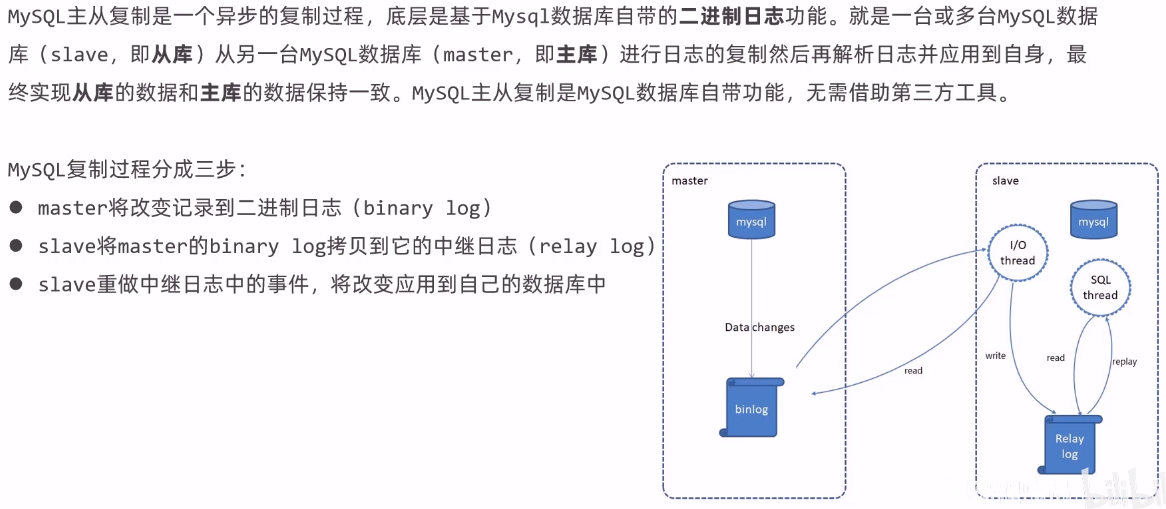 MySQL主从复制是一个异步的复制过程，底层是基于Mysql数据库自带的二进制日志功能。就是一台或多台MySQL数据
库（slave，即从库）从另一台MySQL数据库（master，即主库）进行日志的复制然后再解析日志并应用到自身，最
终实现从库的数据和主库的数据保持一致。MySQL主从复制是MySQL数据库自带功能，无需借助第三方工具。
MySQL复制过程分成三步：
● master将改变记录到二进制日志（binary log）
● slave将master的binary log拷贝到它的中继日志（relay log）
● slave重做中继日志中的事件，将改变应用到自己的数据库中
master
mysql
Data changes
binlog
read
slave
mysql
I/O
thread
SQL
thread
write
read
replay
Relay
log
bilibili